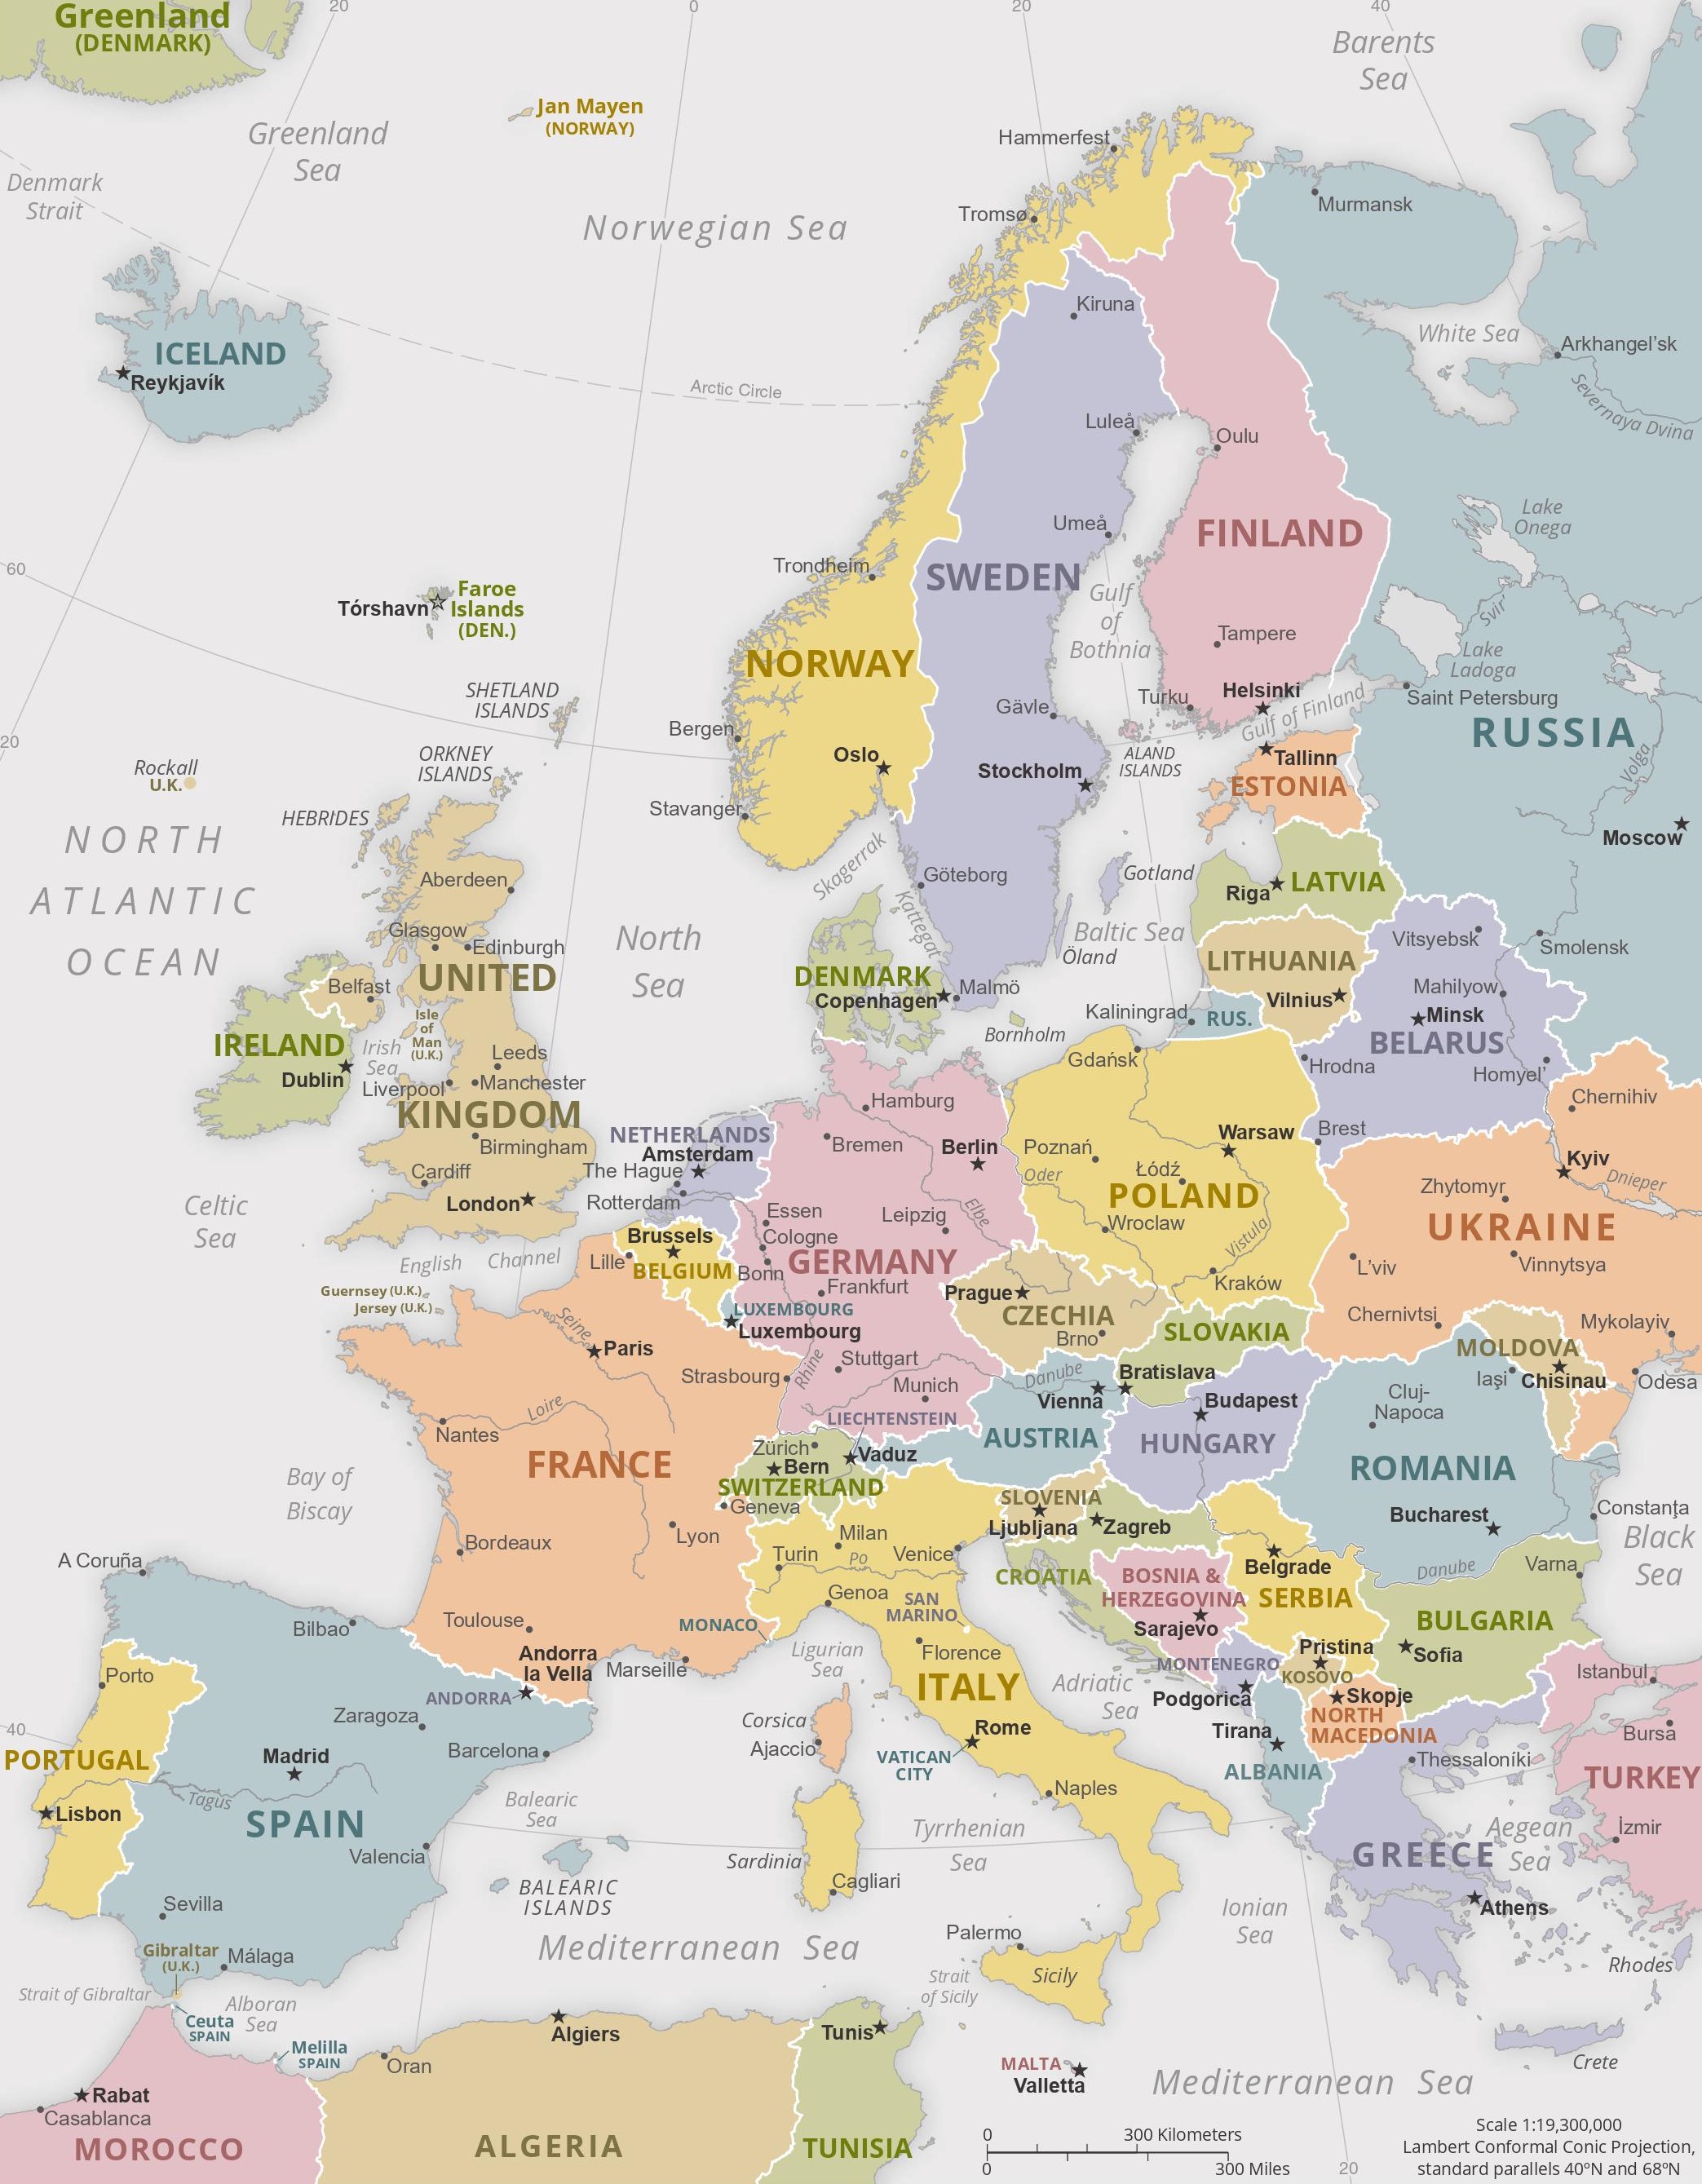 Greenland
(DENMARK)
20
0
20
40
Barents
Sea
Jan Mayen
(NORWAY)
Greenland
Sea
Hammerfest
Denmark
Strait
Murmansk
Tromsø
Norwegian Sea
Kiruna
White Sea
Arkhangel'sk
ICELAND
Reykjavík
Arctic Circle
Severnaya Dvina
Luleå
Oulu
Lake
Onega
Umeå
FINLAND
Trondheim
SWEDEN
60
Faroe
Islands
(DEN.)
Tórshavn
Gulf
of
Bothnia
Svir'
Tampere
Lake
Ladoga
NORWAY
SHETLAND
ISLANDS
Turku
Helsinki
Saint Petersburg
Gävle
Gulf of Finland
Bergen
RUSSIA
20
Oslo
ORKNEY
ISLANDS
ALAND
ISLANDS
Tallinn
Volga
Rockall
U.K.
Stockholm
ESTONIA
HEBRIDES
Stavanger
Moscow
NORTH
ATLANTIC
OCEAN
Skagerrak
Göteborg
Gotland
Riga
LATVIA
Aberdeen
Kattegat
Glasgow
Edinburgh
North
Sea
Baltic Sea
Öland
Vitsyebsk
Smolensk
UNITED
KINGDOM
LITHUANIA
DENMARK
Copenhagen
Malmö
Vilnius
Mahilyow
Belfast
Isle
of
Man
(U.K.)
Kaliningrad
RUS.
Minsk
BELARUS
Bornholm
IRELAND
Irish
Sea
Dublin
Leeds
Liverpool
Manchester
Gdańsk
Hrodna
Homyel'
Hamburg
Chernihiv
NETHERLANDS
Amsterdam
Birmingham
Bremen
Berlin
Poznań
Warsaw
Brest
Cardiff
The Hague
Oder
Łódź
Kyiv
Dnieper
London
Rotterdam
POLAND
Zhytomyr
Celtic
Sea
Essen
Leipzig
Elbe
Wroclaw
Vistula
UKRAINE
English Channel
Brussels
Cologne
Lille
BELGIUM
Bonn
GERMANY
L'viv
Vinnytsya
Guernsey (U.K.)
Jersey (U.K.)
Frankfurt
Prague
Kraków
LUXEMBOURG
Luxembourg
CZECHIA
Brno
SLOVAKIA
Chernivtsi
Mykolayiv
Seine
Paris
MOLDOVA
Strasbourg
Rhine
Stuttgart
Danube
Bratislava
Iaşi
Chisinau
Odesa
Munich
Vienna
Budapest
Cluj-
Napoca
Loire
Nantes
LIECHTENSTEIN
AUSTRIA
HUNGARY
FRANCE
Zürich
Bern
Vaduz
ROMANIA
Bay of
Biscay
SWITZERLAND
Geneva
SLOVENIA
Ljubljana
Zagreb
Bucharest
Constanţa
Lyon
Milan
Bordeaux
Turin
Po
Venice
Belgrade
Black
Sea
A Coruña
CROATIA
BOSNIA &
HERZEGOVINA
Danube
Varna
Genoa
SAN
MARINO
SERBIA
Toulouse
MONACO
Sarajevo
BULGARIA
Bilbao
Andorra
la Vella
Marseille
Ligurian
Sea
Florence
Pristina
Sofia
Porto
ANDORRA
ITALY
Adriatic
Sea
MONTENEGRO
KOSOVO
Istanbul
Podgorica
Skopje
Zaragoza
Corsica
Ajaccio
Rome
NORTH
MACEDONIA
Tirana
Bursa
40
PORTUGAL
Madrid
Barcelona
VATICAN
CITY
ALBANIA
Thessaloníki
TURKEY
Tagus
Lisbon
SPAIN
Balearic
Sea
Naples
Tyrrhenian
Sea
GREECE
Aegean
Sea
İzmir
Valencia
Sardinia
Cagliari
BALEARIC
ISLANDS
Sevilla
Athens
Ionian
Sea
Gibraltar
(U.K.)
Málaga
Mediterranean Sea
Palermo
Sicily
Rhodes
Strait of Gibraltar
Strait
of Sicily
Ceuta
SPAIN
Alboran
Sea
Melilla
SPAIN
Algiers
Tunis
Oran
MALTA
Valletta
Crete
Mediterranean Sea
Rabat
Casablanca
MOROCCO
ALGERIA
TUNISIA
0
300 Kilometers
0
300 Miles
20
Scale 1:19,300,000
Lambert Conformal Conic Projection,
standard parallels 40ºN and 68ºN